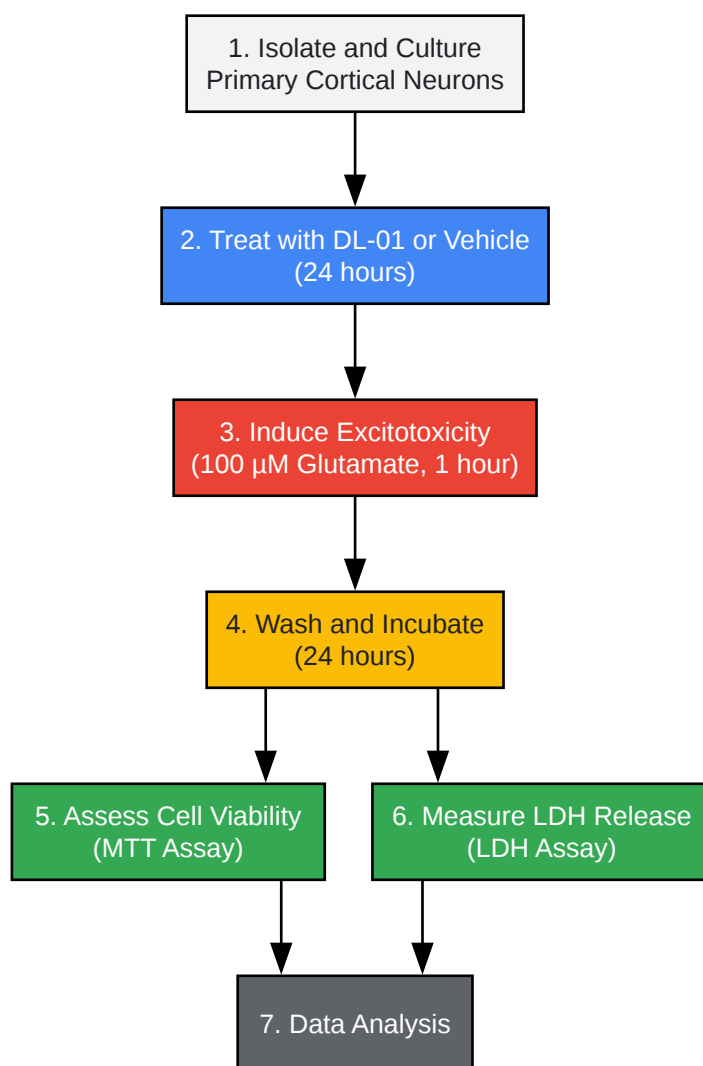 1. Isolate and Culture
Primary Cortical Neurons
2. Treat with DL-01 or Vehicle
(24 hours)
3. Induce Excitotoxicity
(100 µM Glutamate, 1 hour)
4. Wash and Incubate
(24 hours)
5. Assess Cell Viability
(MTT Assay)
6. Measure LDH Release
(LDH Assay)
7. Data Analysis